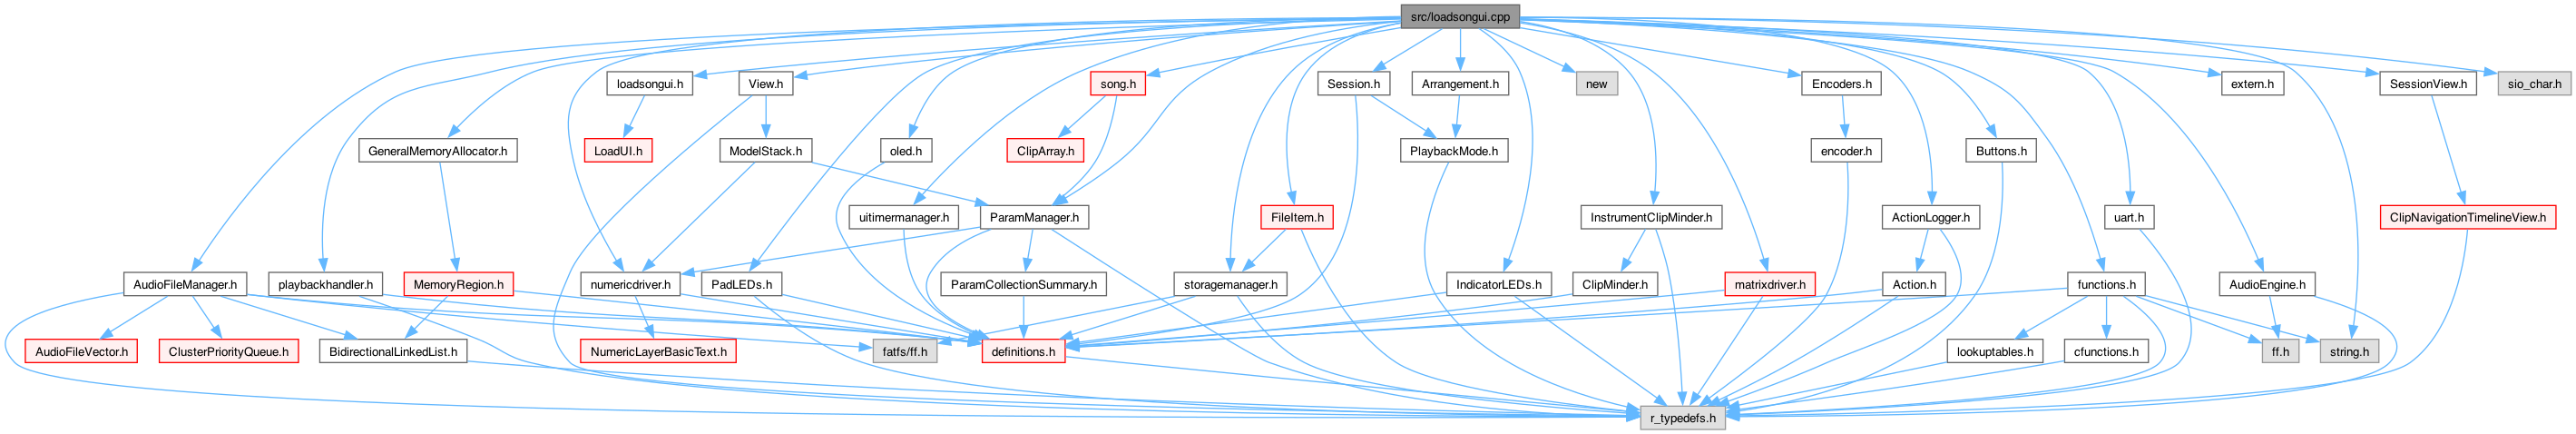 src/loadsongui.cpp
loadsongui.h
View.h
song.h
Session.h
Arrangement.h
new
Encoders.h
extern.h
SessionView.h
sio_char.h
GeneralMemoryAllocator.h
LoadUI.h
ModelStack.h
oled.h
ClipArray.h
PlaybackMode.h
encoder.h
Buttons.h
uitimermanager.h
ParamManager.h
FileItem.h
InstrumentClipMinder.h
ActionLogger.h
uart.h
ClipNavigationTimelineView.h
AudioFileManager.h
playbackhandler.h
MemoryRegion.h
numericdriver.h
PadLEDs.h
ParamCollectionSummary.h
storagemanager.h
IndicatorLEDs.h
ClipMinder.h
matrixdriver.h
Action.h
functions.h
AudioEngine.h
AudioFileVector.h
ClusterPriorityQueue.h
BidirectionalLinkedList.h
NumericLayerBasicText.h
fatfs/ff.h
definitions.h
lookuptables.h
cfunctions.h
ff.h
string.h
r_typedefs.h